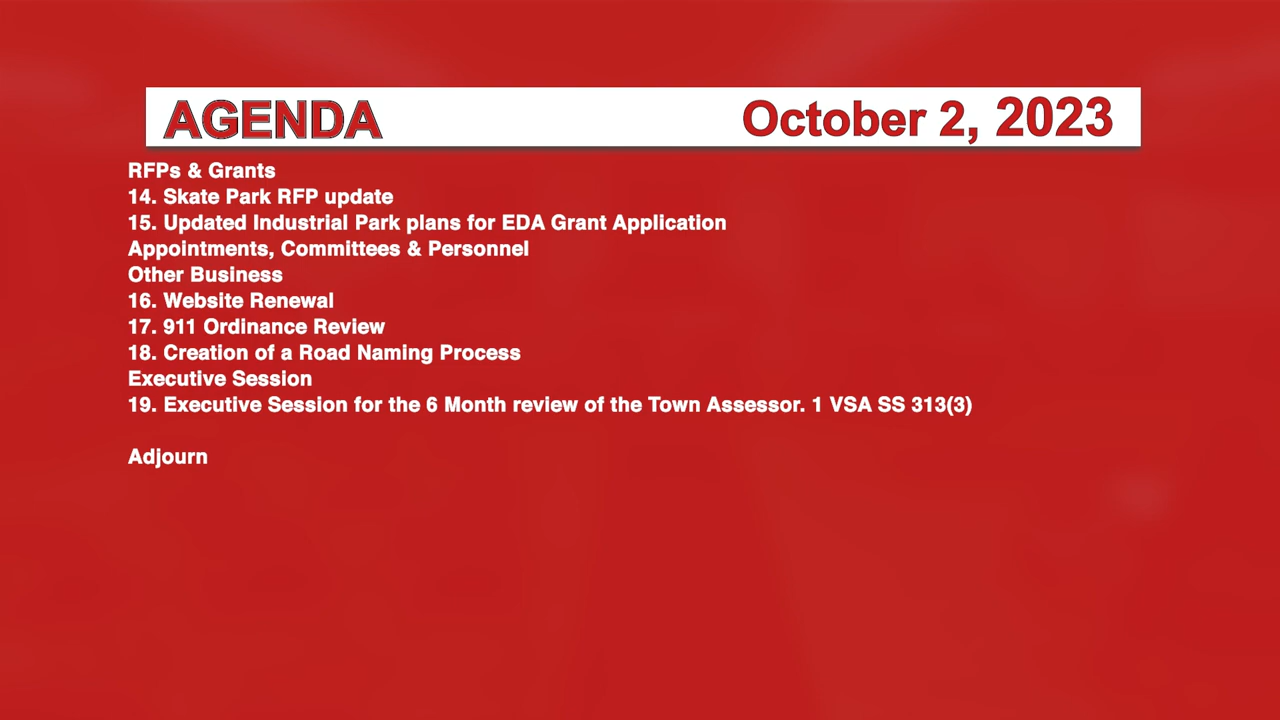 AGENDA October 2, 2023
RFPs & Grants
14. Skate Park RFP update
15. Updated Industrial Park plans for EDA Grant Application
Appointments, Committees & Personnel
Other Business
16. Website Renewal
17. 911 Ordinance Review
18. Creation of a Road Naming Process
Executive Session
19. Executive Session for the 6 Month review of the Town Assessor. 1 VSA SS 313(3)
Adjourn